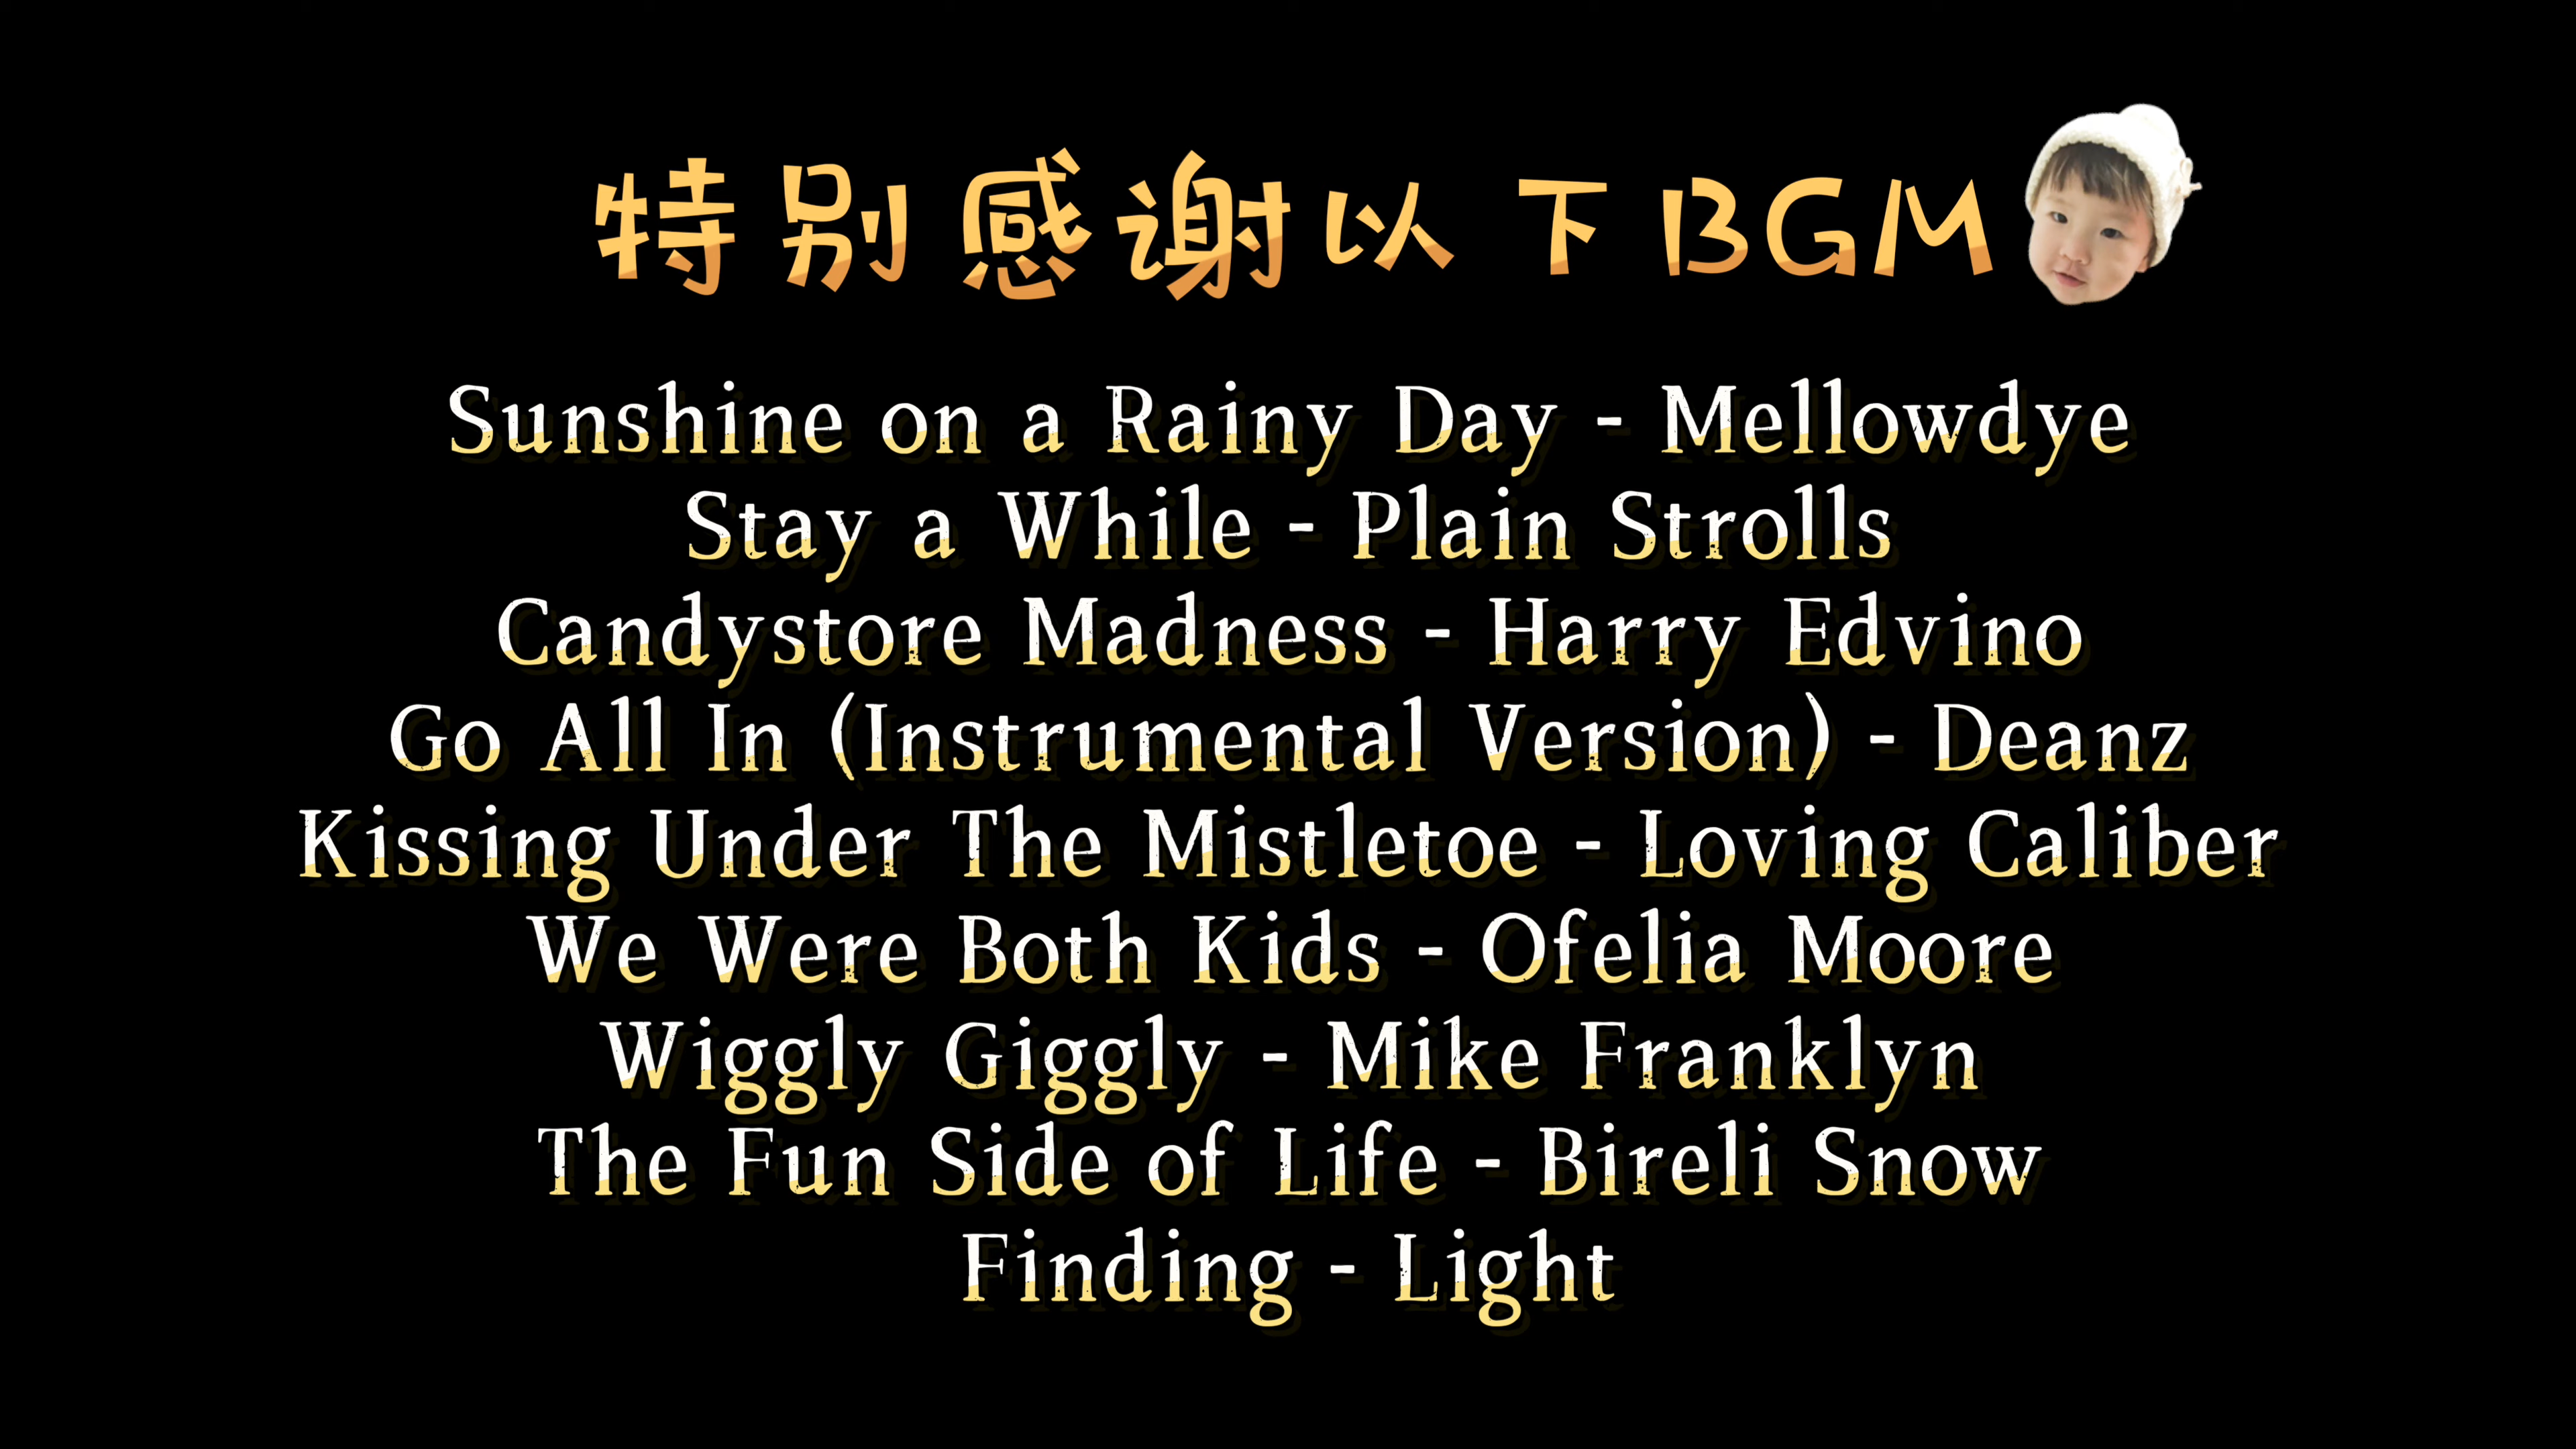 特别感谢以下BGM
Sunshine on a Rainy Day - Mellowdye
Stay a While - Plain Strolls
Candystore Madness - Harry Edvino
Go All In (Instrumental Version) - Deanz
Kissing Under The Mistletoe - Loving Caliber
We Were Both Kids - Ofelia Moore
Wiggly Giggly - Mike Franklyn
The Fun Side of Life - Bireli Snow
Finding - Light